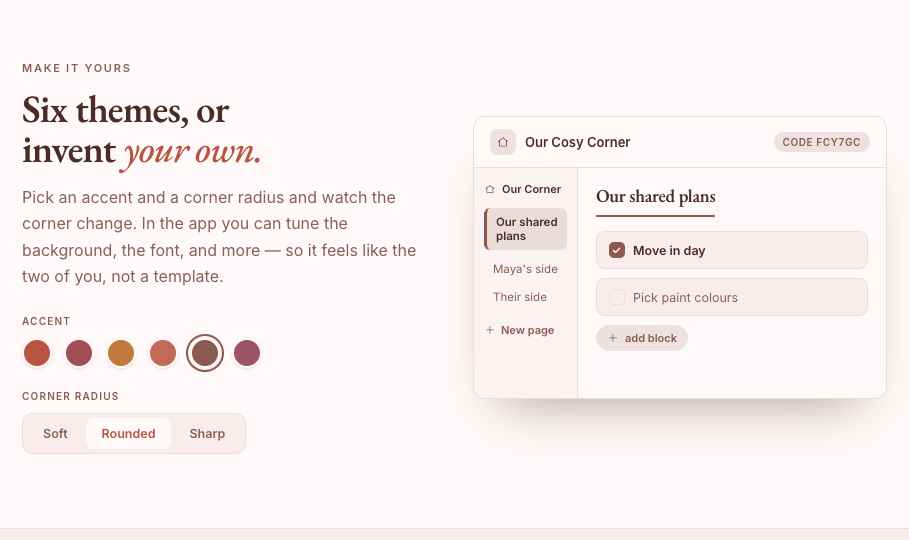 MAKE IT YOURS
Six themes, or
invent your own.
Pick an accent and a corner radius and watch the
corner change. In the app you can tune the
background, the font, and more — so it feels like the
two of you, not a template.
ACCENT
CORNER RADIUS
Soft
Rounded
Sharp
Our Cosy Corner
CODE FCY7GC
Our Corner
Our shared
plans
Maya's side
Their side
+ New page
Our shared plans
Move in day
Pick paint colours
+ add block